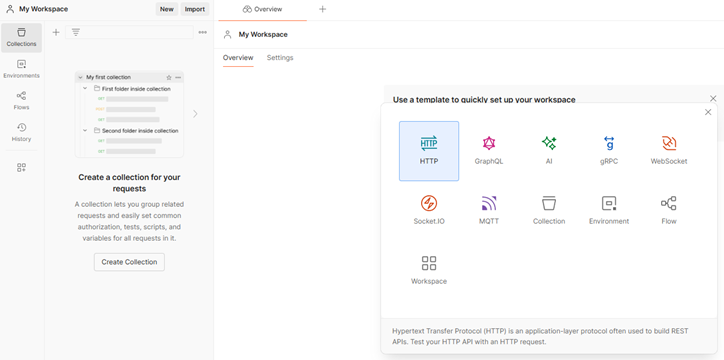 My Workspace
New
Import
Overview
Collections
My Workspace
Environments
Overview
Settings
Flows
My first collection
First folder inside collection
Second folder inside collection
History
Create a collection for your
requests
A collection lets you group related
requests and easily set common
authorization, tests, scripts, and
variables for all requests in it.
Create Collection
Use a template to quickly set up your workspace
HTTP
HTTP
GraphQL
AI
gRPC
WebSocket
Socket.IO
MQTT
Collection
Environment
Flow
Workspace
Hypertext Transfer Protocol (HTTP) is an application-layer protocol often used to build REST
APIs. Test your HTTP API with an HTTP request.